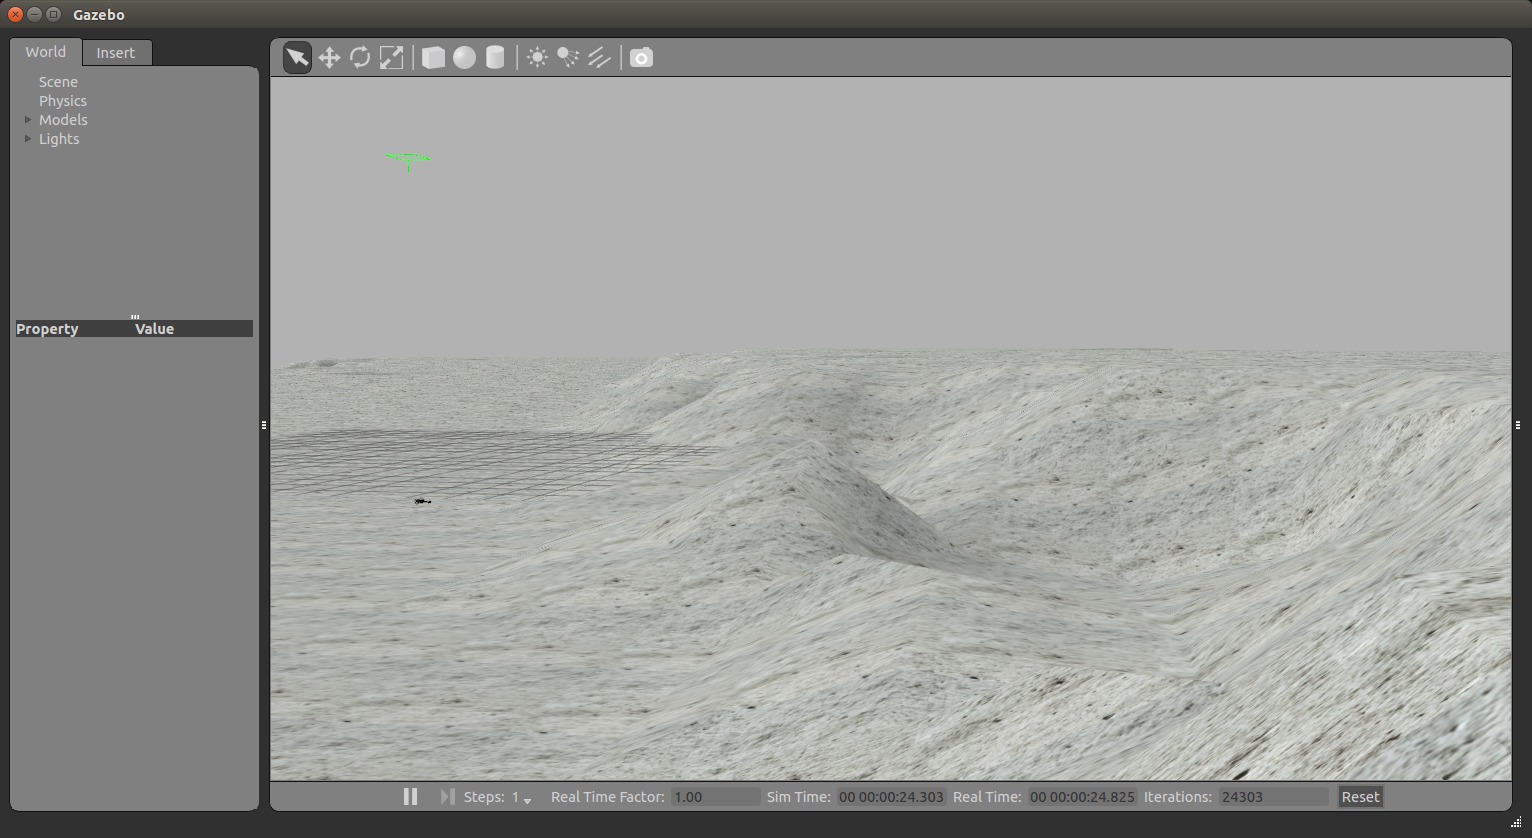 Gazebo
World Insert
Scene
Physics
Models
Lights
Property Value
Steps: 1 Real Time Factor: 1.00 Sim Time: 00 00:00:24.303 Real Time: 00 00:00:24.825 Iterations: 24303 Reset